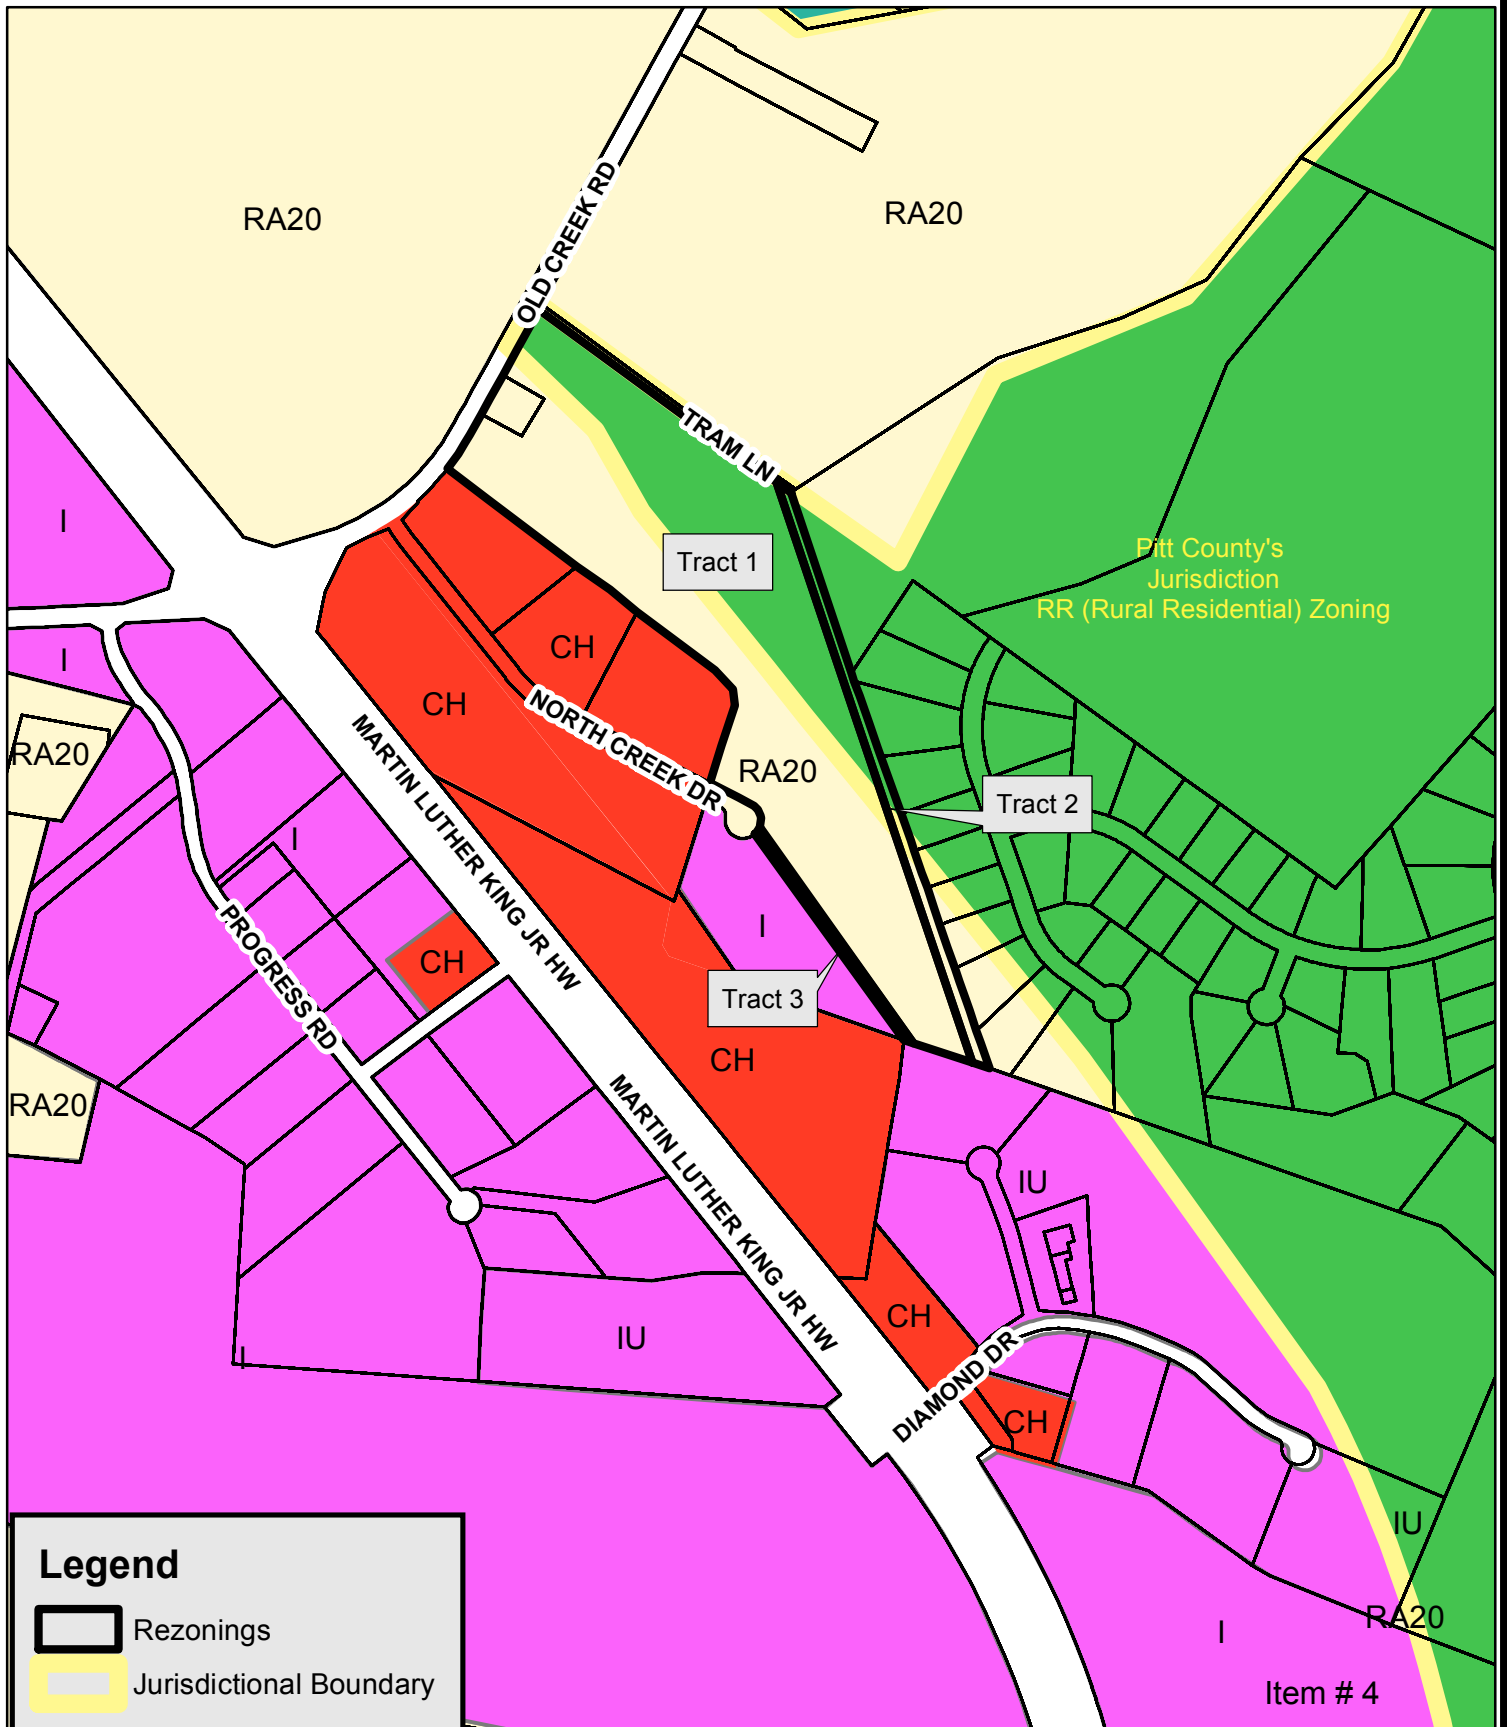 RA20
RA20
OLD CREEK RD
TRAM LN
I
Tract 1
Pitt County's
Jurisdiction
RR (Rural Residential) Zoning
CH
I
CH
NORTH CREEK DR
RA20
RA20
MARTIN LUTHER KING JR HW
Tract 2
I
I
CH
PROGRESS RD
Tract 3
CH
RA20
MARTIN LUTHER KING JR HW
IU
CH
IU
I
DIAMOND DR
CH
IU
RA20
I
Item # 4
Legend
Rezonings
Jurisdictional Boundary